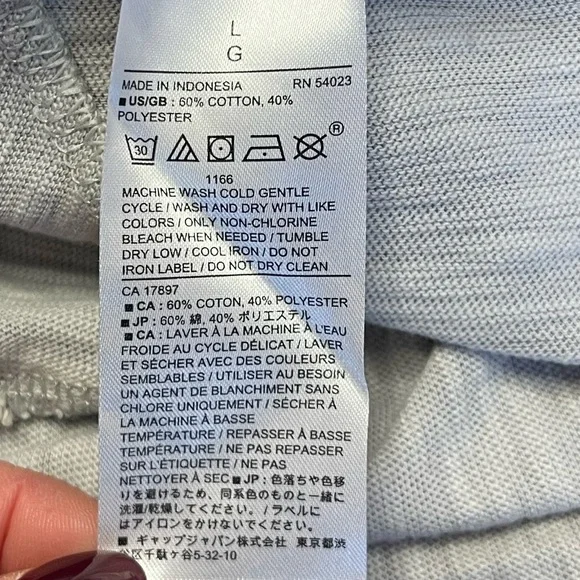 L
G
MADE IN INDONESIA RN 54023
■ US/GB : 60% COTTON, 40%
POLYESTER
30 ®
1166
MACHINE WASH COLD GENTLE
CYCLE / WASH AND DRY WITH LIKE
COLORS / ONLY NON-CHLORINE
BLEACH WHEN NEEDED / TUMBLE
DRY LOW / COOL IRON / DO NOT
IRON LABEL / DO NOT DRY CLEAN
CA 17897
■ CA : 60% COTON, 40% POLYESTER
■ JP : 60% 綿, 40% ポリエステル
■ CA : LAVER À LA MACHINE À L'EAU
FROIDE AU CYCLE DÉLICAT / LAVER
ET SÉCHER AVEC DES COULEURS
SEMBLABLES / UTILISER AU BESOIN
UN AGENT DE BLANCHIMENT SANS
CHLORE UNIQUEMENT / SÉCHER À
LA MACHINE À BASSE
TEMPÉRATURE / REPASSER À BASSE
TEMPÉRATURE / NE PAS REPASSER
SUR L'ÉTIQUETTE / NE PAS
NETTOYER À SEC ■ JP : 色落ちや色移
りを避けるため、同系色のものと一緒に
洗濯/乾燥してください。/ ラベルに
はアイロンをかけないでください。
■ ギャップジャパン株式会社 東京都渋
谷区千駄ヶ谷5-32-10